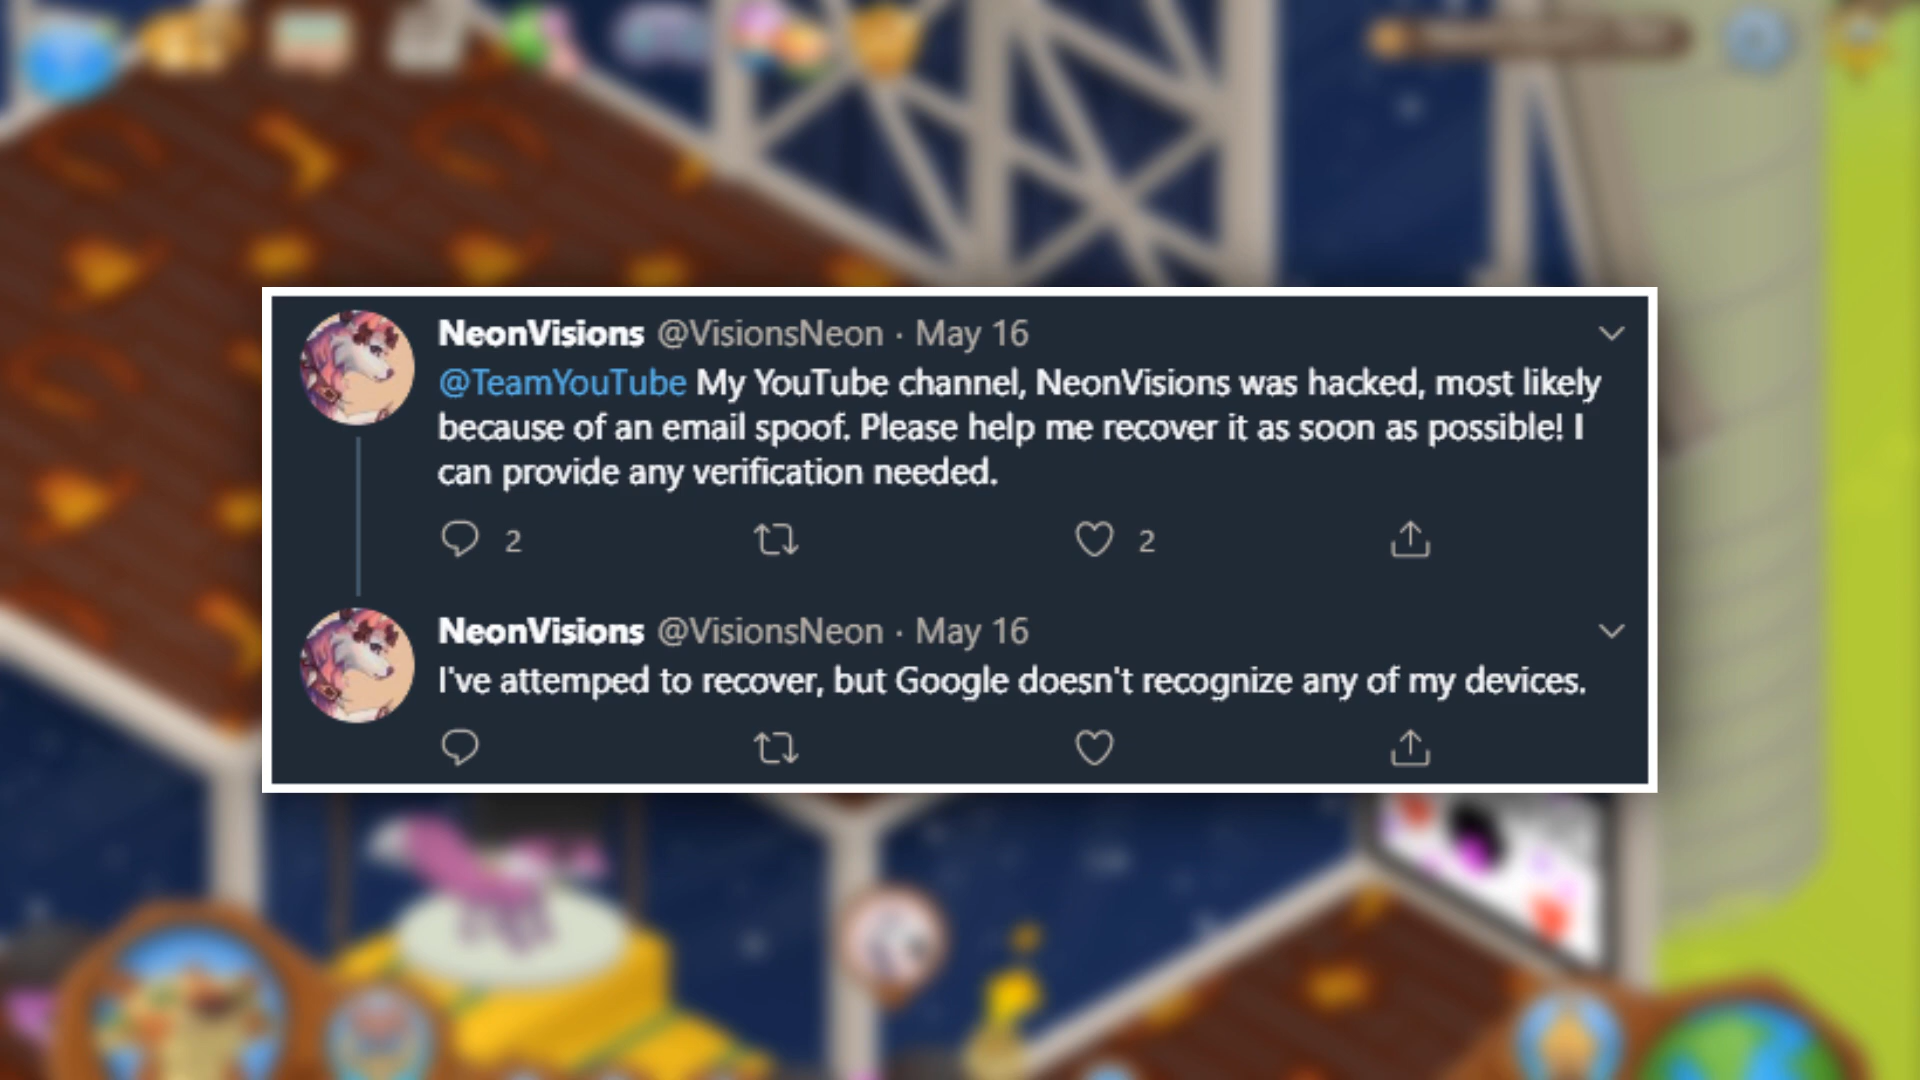 NeonVisions @VisionsNeon · May 16
@TeamYouTube My YouTube channel, NeonVisions was hacked, most likely
because of an email spoof. Please help me recover it as soon as possible! I
can provide any verification needed.
2 2
NeonVisions @VisionsNeon · May 16
I've attemped to recover, but Google doesn't recognize any of my devices.